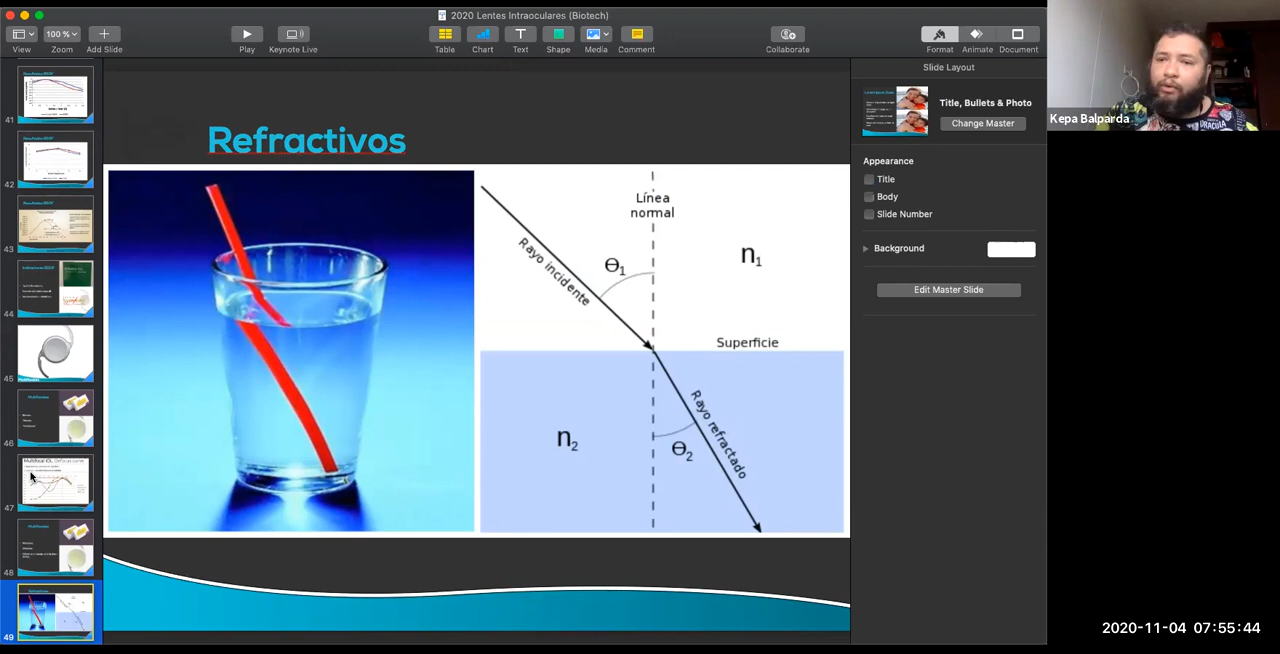 2020 Lentes Intraoculares (Biotech)
100 %
View
Zoom
Add Slide
Play
Keynote Live
Table
Chart
Text
Shape
Media
Comment
Collaborate
Format
Animate
Document
Slide Layout
Title, Bullets & Photo
Change Master
Appearance
Title
Body
Slide Number
Background
Edit Master Slide
41
42
43
44
45
46
47
48
49
Refractivos
Línea
normal
Rayo incidente
Θ1
n1
Superficie
n2
Θ2
Rayo refractado
Kepa Balparda
DRACULA
2020-11-04 07:55:44